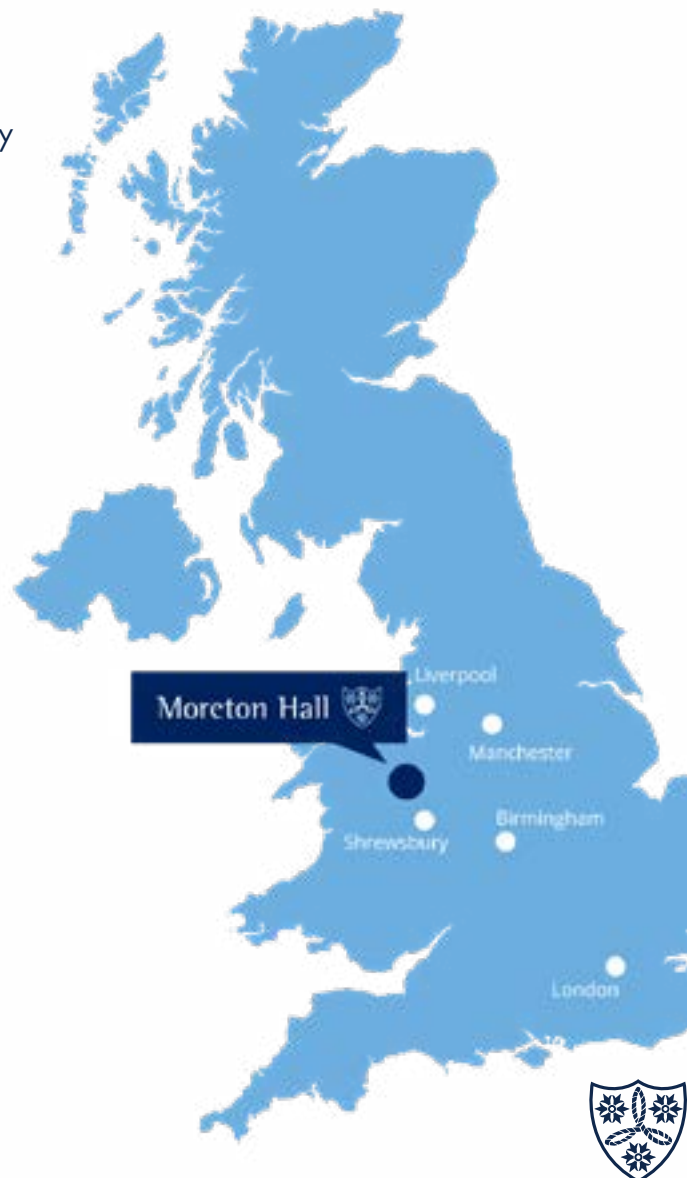 y
Liverpool
Moreton Hall
Manchester
Birmingham
Shrewsbury
London